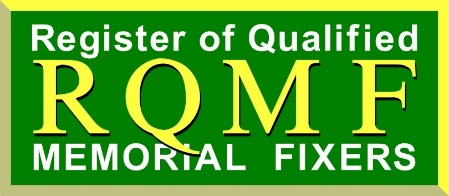 Register of Qualified
RQMF
MEMORIAL FIXERS